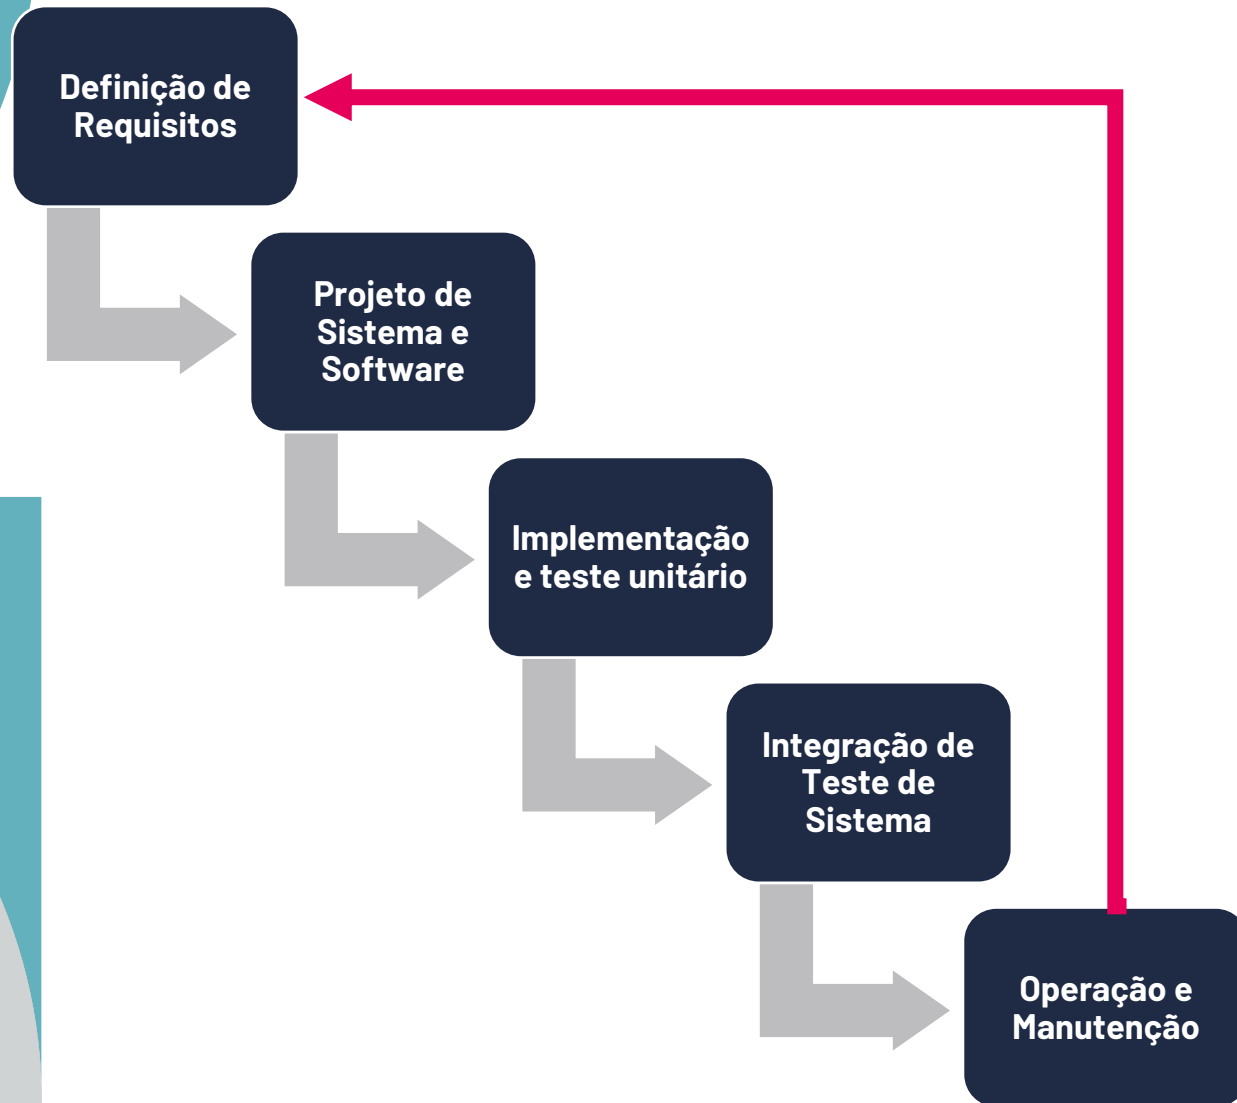 Definição de
Requisitos
Projeto de
Sistema e
Software
Implementação
e teste unitário
Integração de
Teste de
Sistema
Operação e
Manutenção